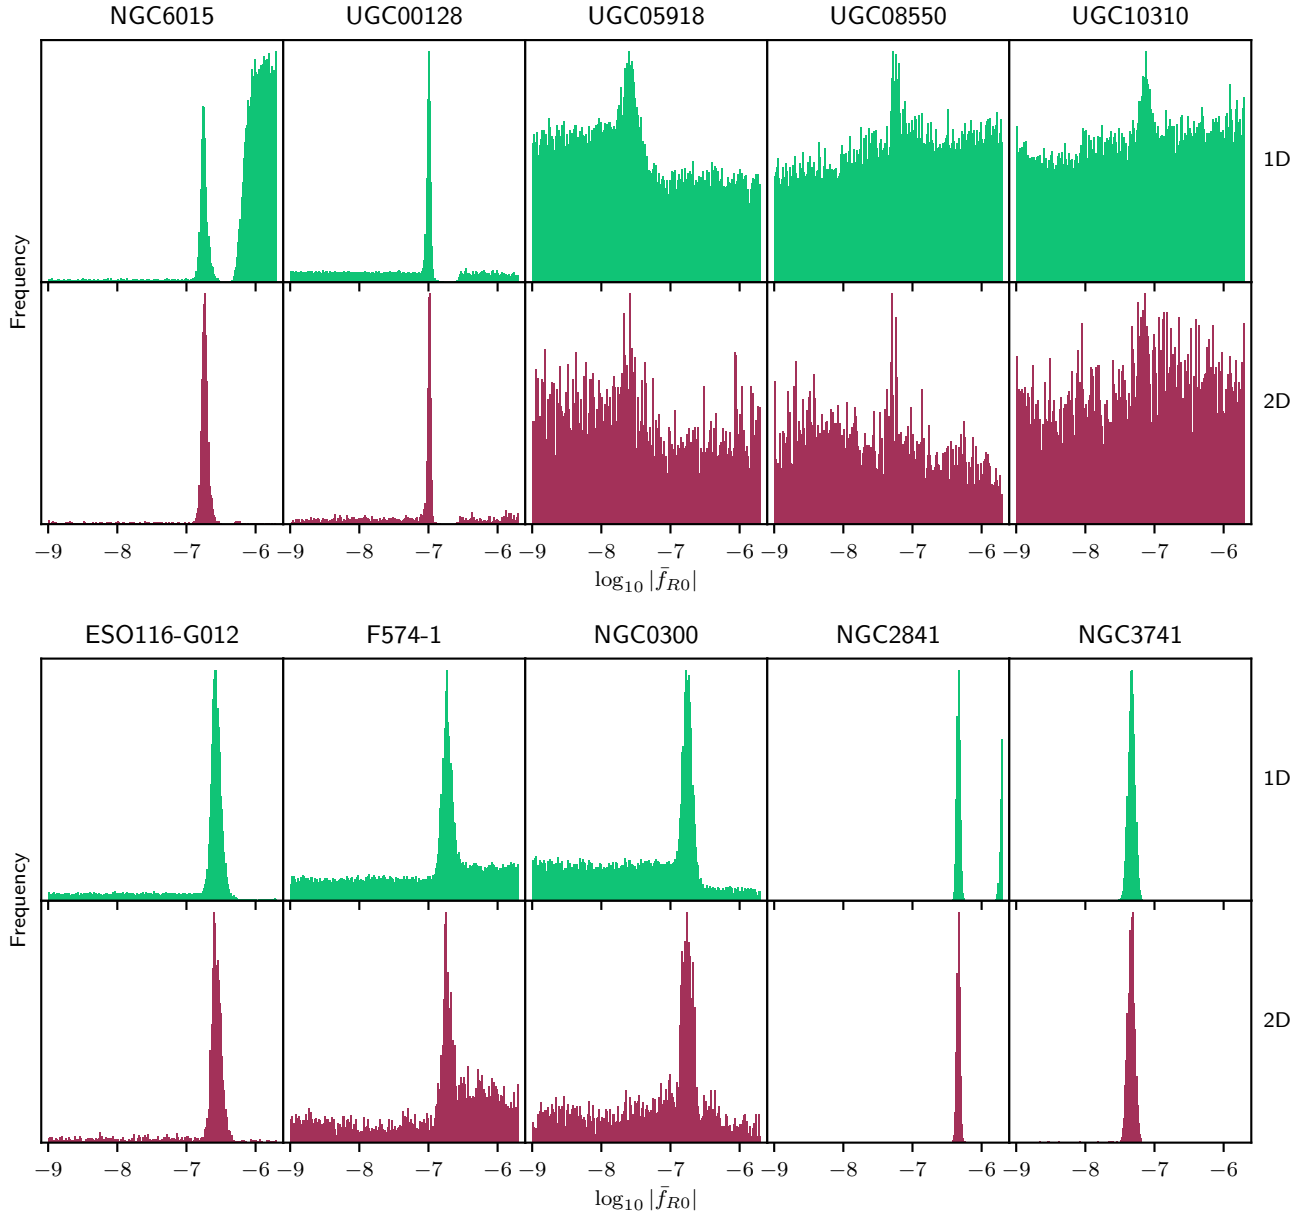 NGC6015 UGC00128 UGC05918 UGC08550 UGC10310
Frequency
1D
2D
−9 −8 −7 −6 −9 −8 −7 −6 −9 −8 −7 −6 −9 −8 −7 −6 −9 −8 −7 −6
log₁₀ |f̄_R0|
ESO116-G012 F574-1 NGC0300 NGC2841 NGC3741
Frequency
1D
2D
−9 −8 −7 −6 −9 −8 −7 −6 −9 −8 −7 −6 −9 −8 −7 −6 −9 −8 −7 −6
log₁₀ |f̄_R0|